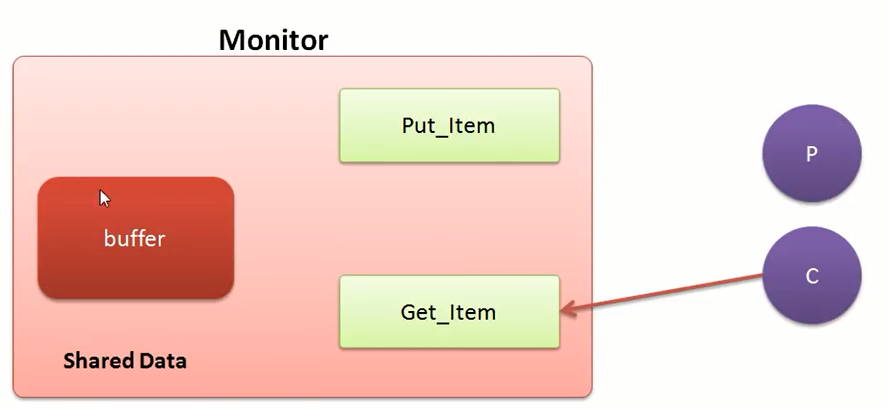 Monitor
Put_Item
P
buffer
C
Get_Item
Shared Data